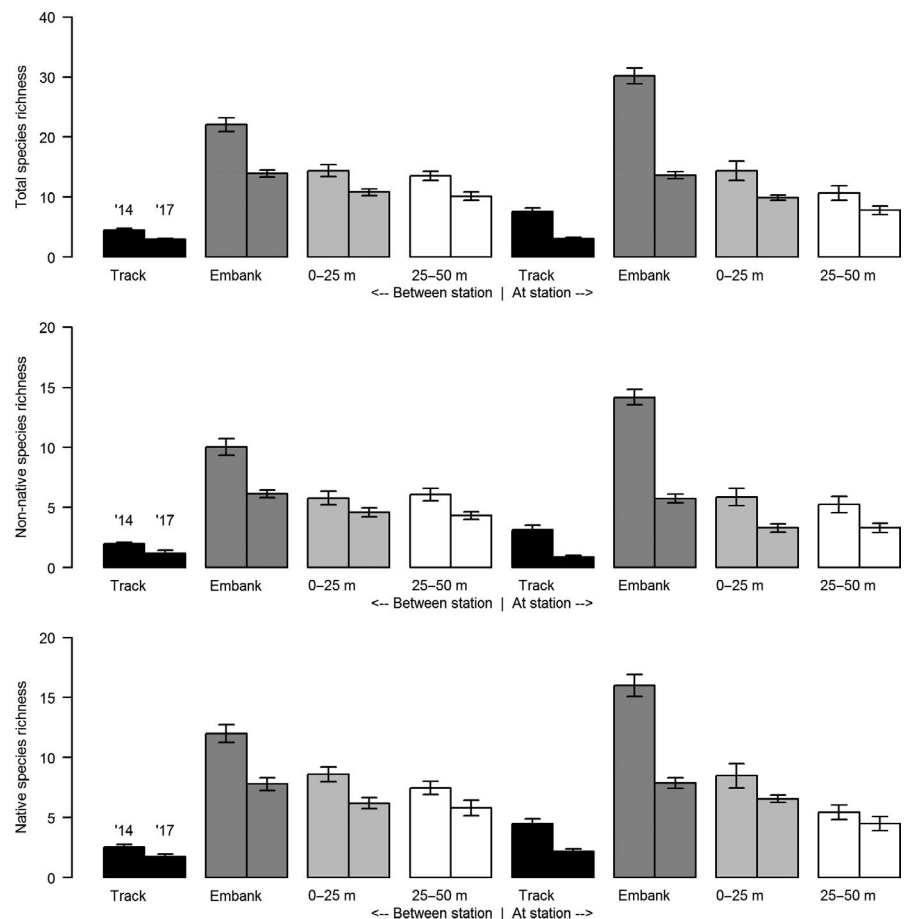 Total species richness
40
30
20
10
0
'14 '17
Track Embank 0–25 m 25–50 m Track Embank 0–25 m 25–50 m
<-- Between station | At station -->
Non-native species richness
20
15
10
5
0
'14 '17
Track Embank 0–25 m 25–50 m Track Embank 0–25 m 25–50 m
<-- Between station | At station -->
Native species richness
20
15
10
5
0
'14 '17
Track Embank 0–25 m 25–50 m Track Embank 0–25 m 25–50 m
<-- Between station | At station -->